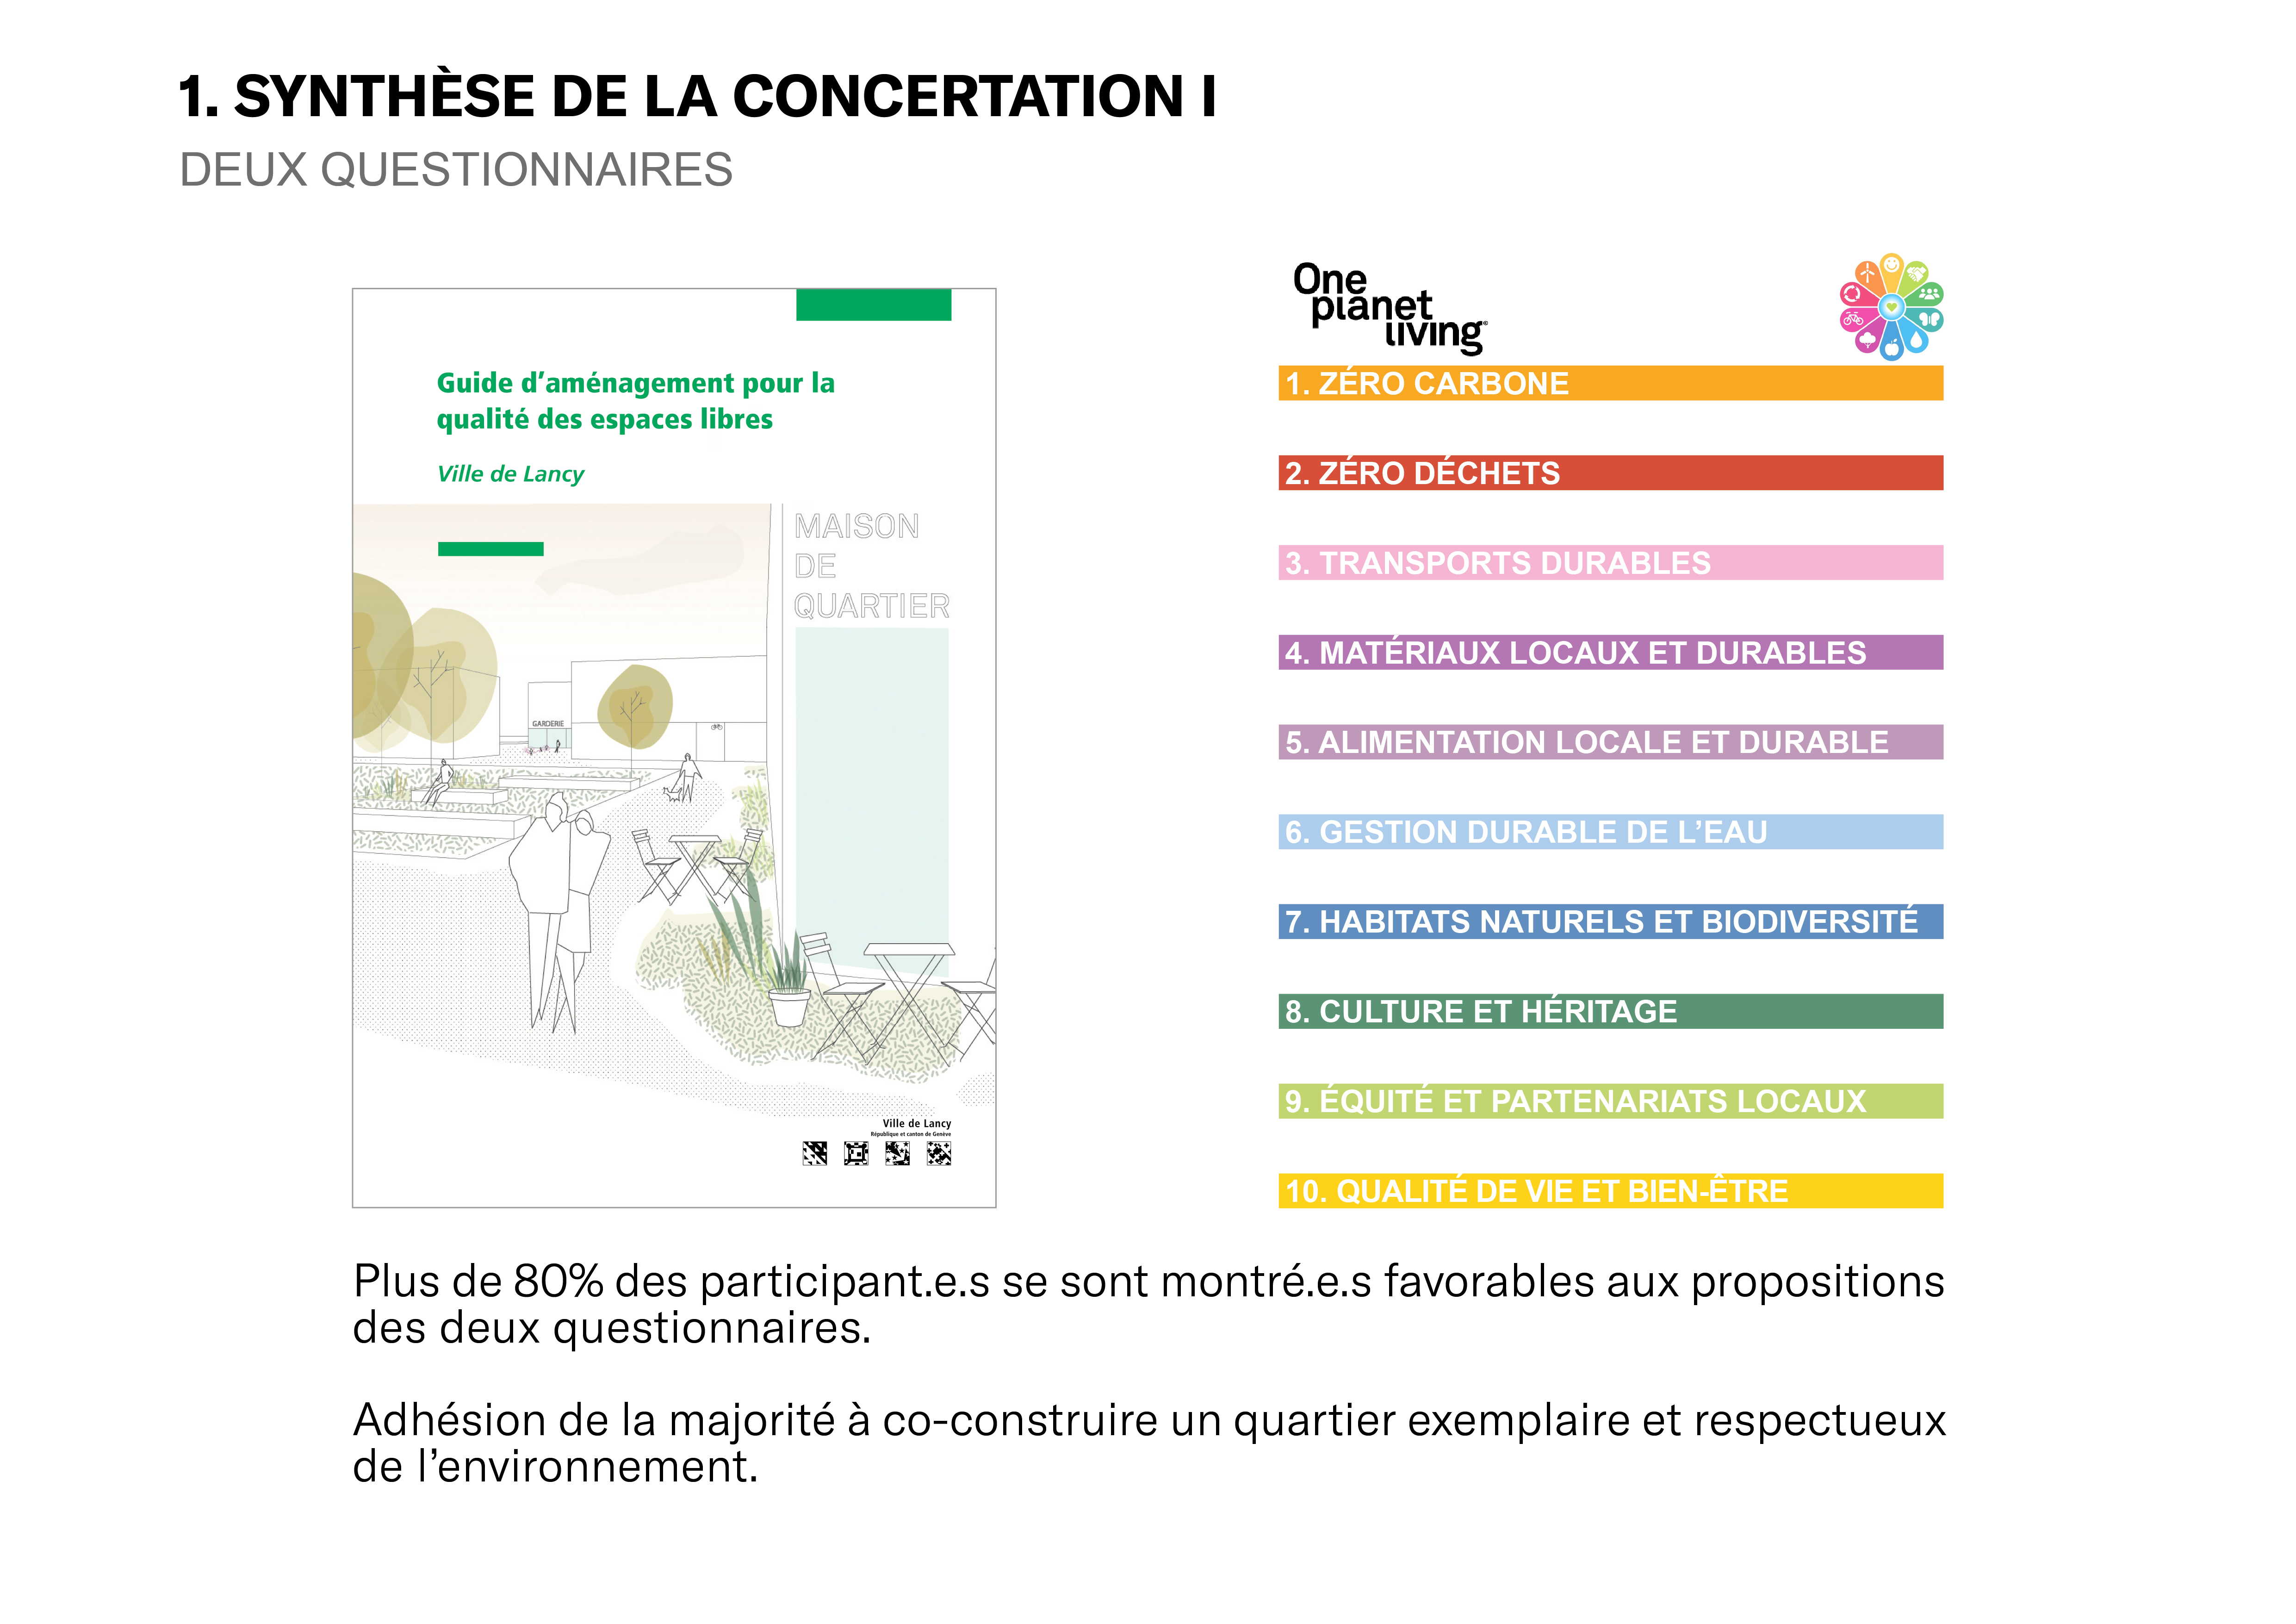 1. SYNTHÈSE DE LA CONCERTATION I
DEUX QUESTIONNAIRES
Guide d’aménagement pour la
qualité des espaces libres
Ville de Lancy
MAISON
DE
QUARTIER
GARDERIE
Ville de Lancy
République et canton de Genève
One
planet
living®
1. ZÉRO CARBONE
2. ZÉRO DÉCHETS
3. TRANSPORTS DURABLES
4. MATÉRIAUX LOCAUX ET DURABLES
5. ALIMENTATION LOCALE ET DURABLE
6. GESTION DURABLE DE L’EAU
7. HABITATS NATURELS ET BIODIVERSITÉ
8. CULTURE ET HÉRITAGE
9. ÉQUITÉ ET PARTENARIATS LOCAUX
10. QUALITÉ DE VIE ET BIEN-ÊTRE
Plus de 80% des participant.e.s se sont montré.e.s favorables aux propositions
des deux questionnaires.
Adhésion de la majorité à co-construire un quartier exemplaire et respectueux
de l’environnement.